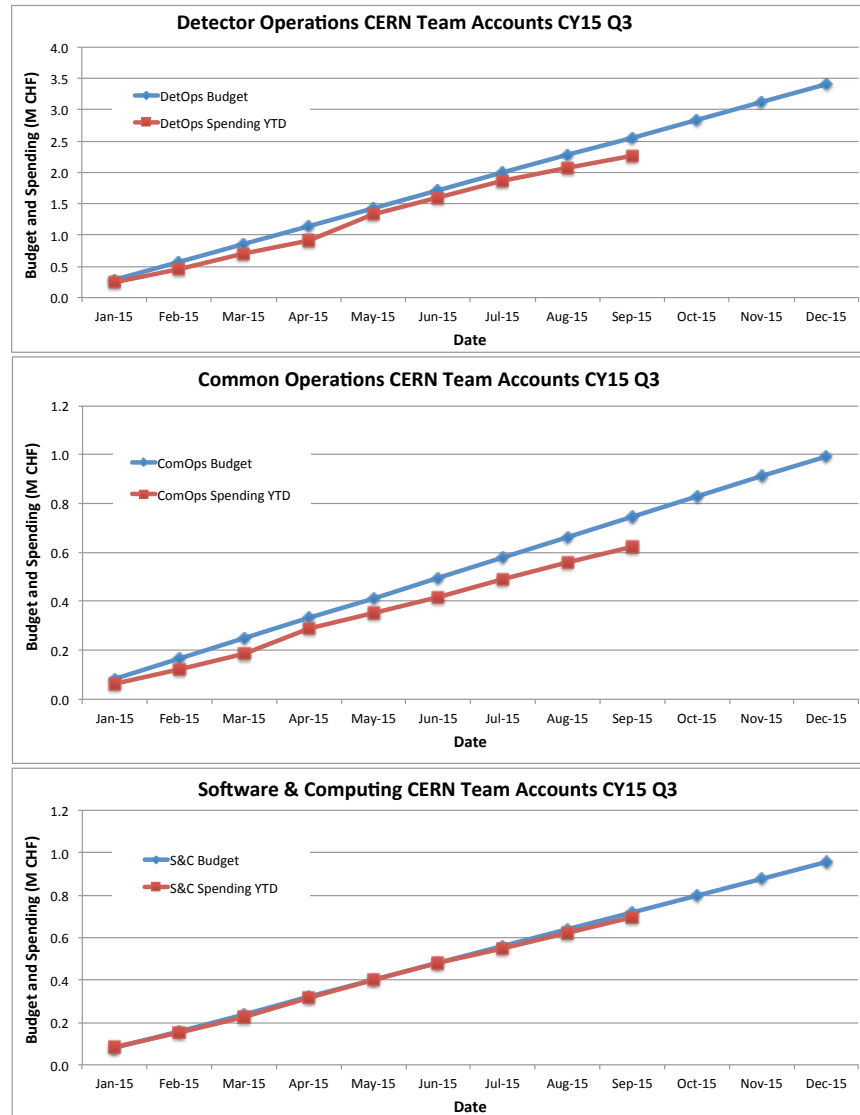 Detector Operations CERN Team Accounts CY15 Q3
Budget and Spending (M CHF)
4.0
3.5
3.0
2.5
2.0
1.5
1.0
0.5
0.0
DetOps Budget
DetOps Spending YTD
Jan-15 Feb-15 Mar-15 Apr-15 May-15 Jun-15 Jul-15 Aug-15 Sep-15 Oct-15 Nov-15 Dec-15
Date
Common Operations CERN Team Accounts CY15 Q3
Budget and Spending (M CHF)
1.2
1.0
0.8
0.6
0.4
0.2
0.0
ComOps Budget
ComOps Spending YTD
Jan-15 Feb-15 Mar-15 Apr-15 May-15 Jun-15 Jul-15 Aug-15 Sep-15 Oct-15 Nov-15 Dec-15
Date
Software & Computing CERN Team Accounts CY15 Q3
Budget and Spending (M CHF)
1.2
1.0
0.8
0.6
0.4
0.2
0.0
S&C Budget
S&C Spending YTD
Jan-15 Feb-15 Mar-15 Apr-15 May-15 Jun-15 Jul-15 Aug-15 Sep-15 Oct-15 Nov-15 Dec-15
Date